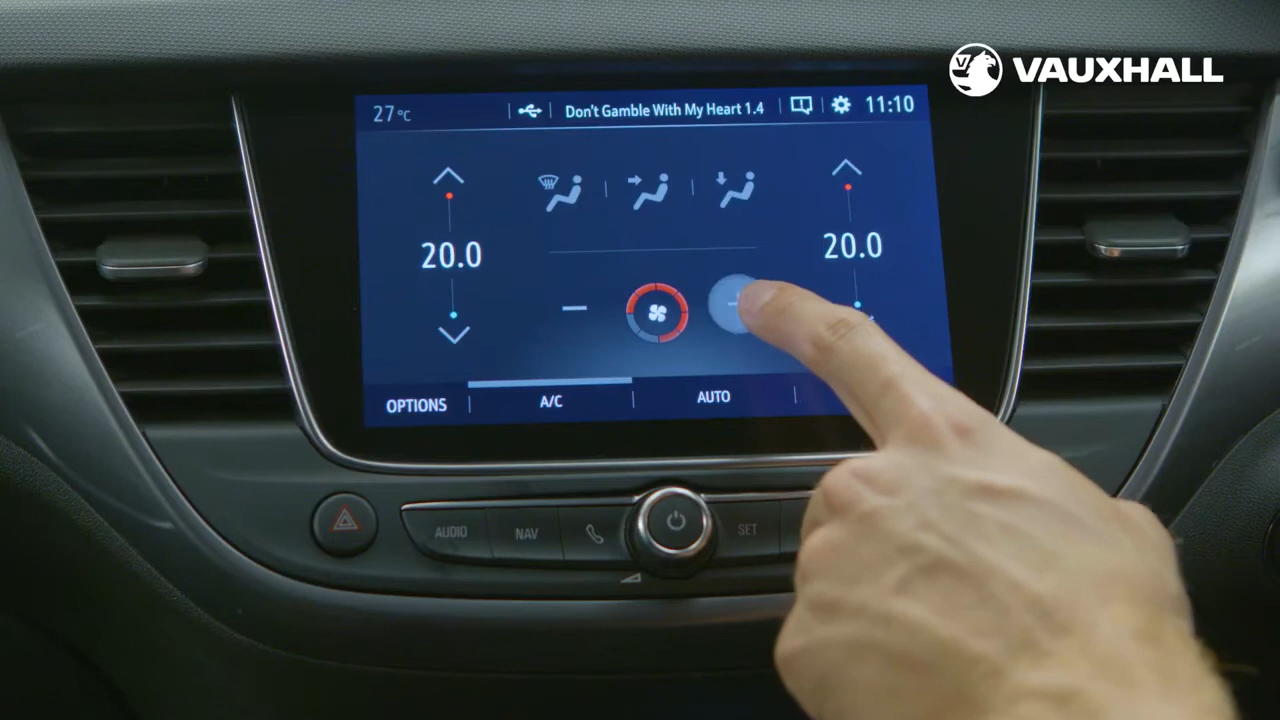 VAUXHALL
27°C
Don't Gamble With My Heart 1.4
11:10
20.0
20.0
OPTIONS
A/C
AUTO
AUDIO
NAV
SET